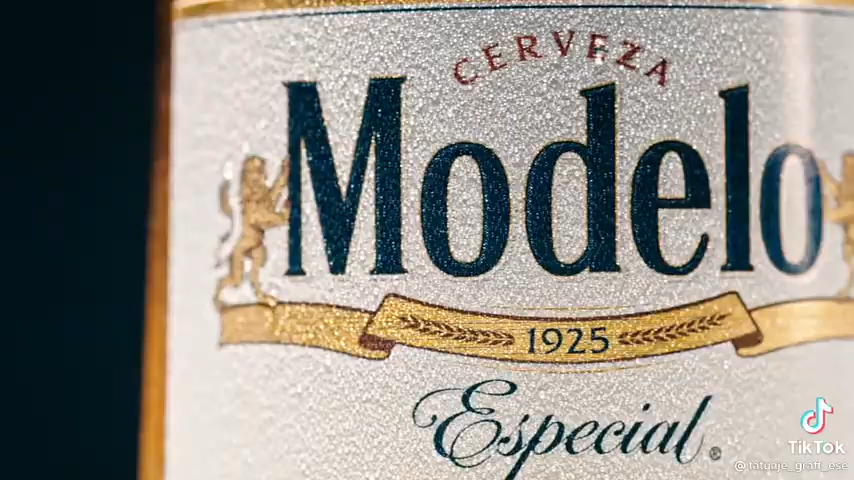 CERVEZA
Modelo
1925
Especial®
TikTok
@tatuaje_graff_ese